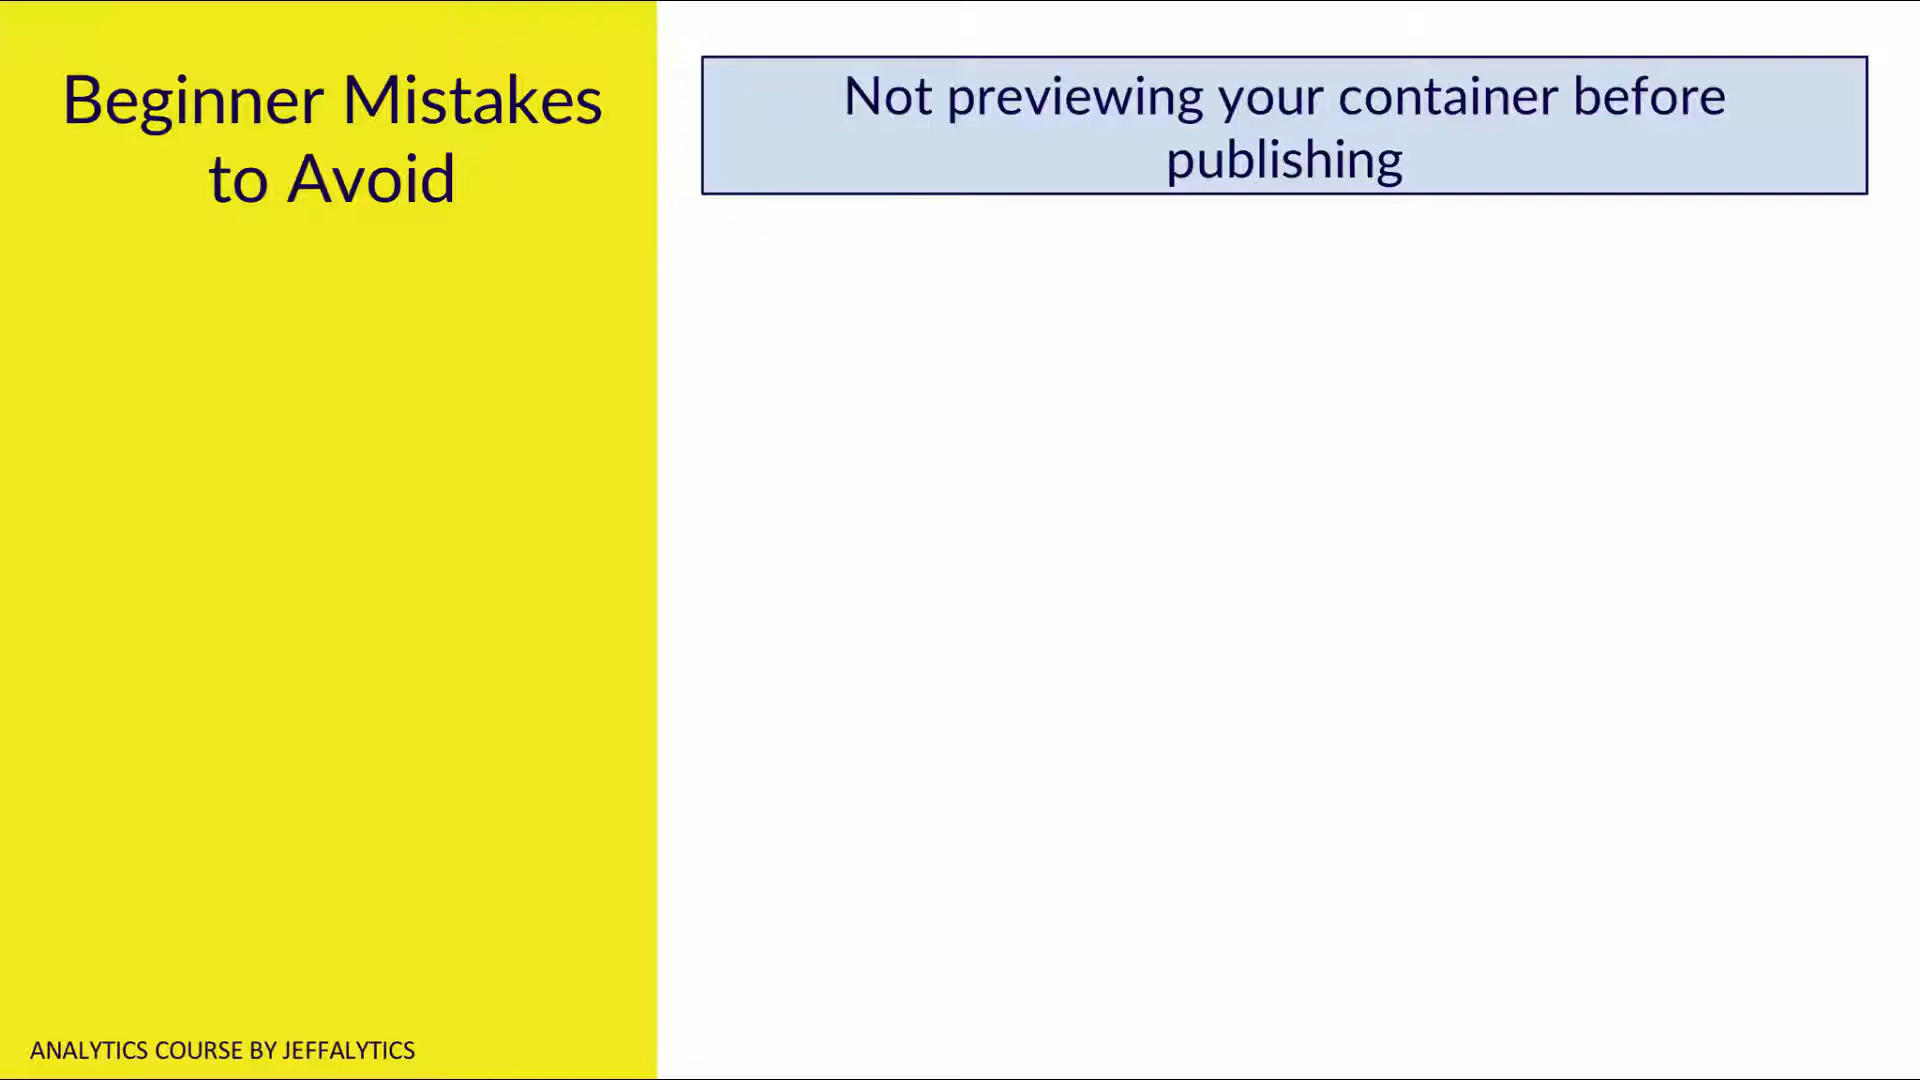 Beginner Mistakes
to Avoid
Not previewing your container before
publishing
ANALYTICS COURSE BY JEFFALYTICS